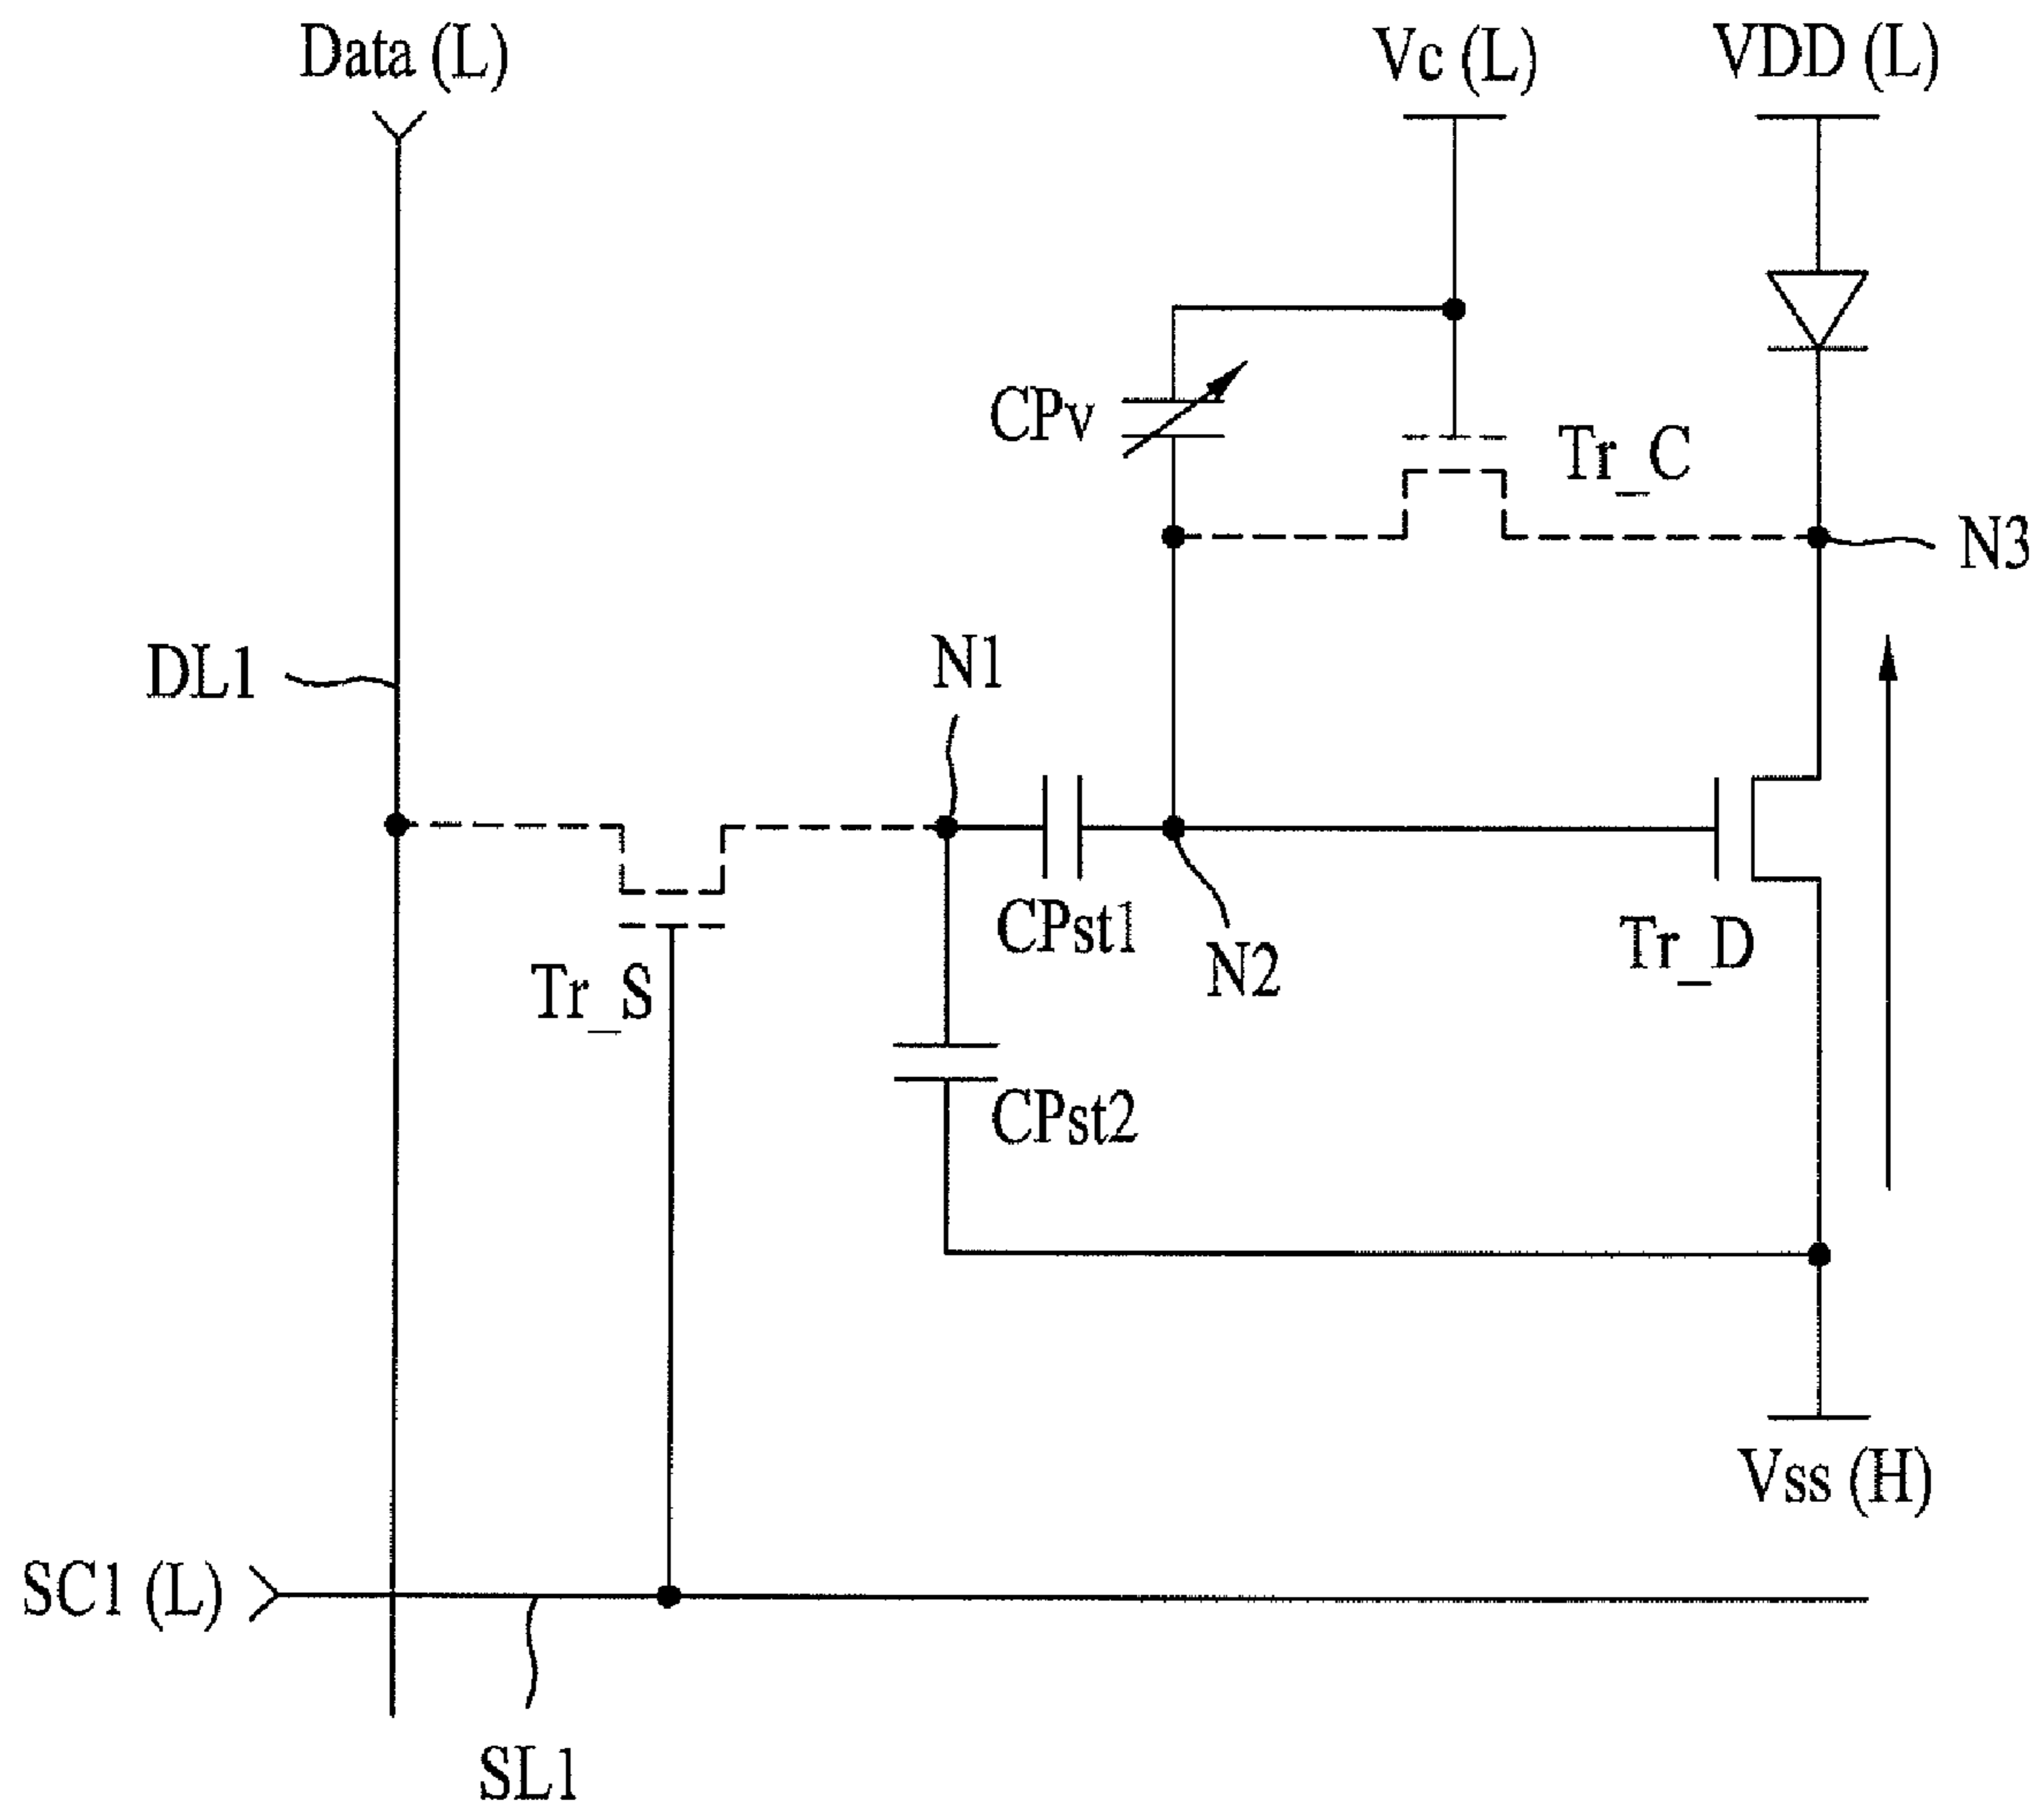 Data (L)
Vc (L)
VDD (L)
CPv
Tr_C
N3
DL1
N1
CPst1
N2
Tr_D
Tr_S
CPst2
Vss (H)
SC1 (L)
SL1